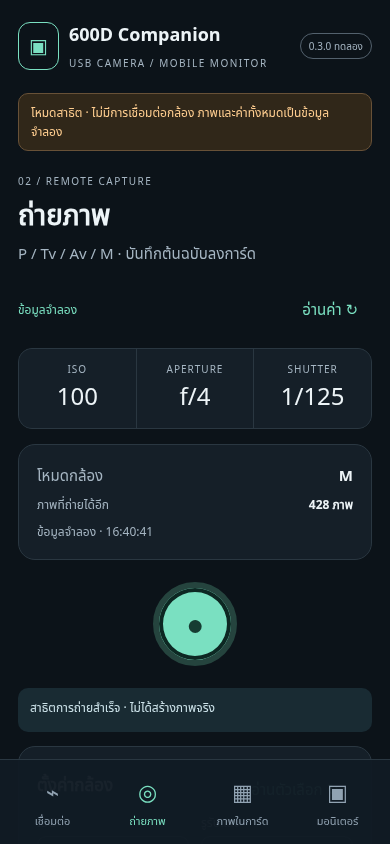 600D Companion
USB CAMERA / MOBILE MONITOR
0.3.0 ทดลอง
โหมดสาธิต · ไม่มีการเชื่อมต่อกล้อง ภาพและค่าทั้งหมดเป็นข้อมูล
จำลอง
02 / REMOTE CAPTURE
ถ่ายภาพ
P / Tv / Av / M · บันทึกต้นฉบับลงการ์ด
ข้อมูลจำลอง
อ่านค่า ↻
ISO
APERTURE
SHUTTER
100
f/4
1/125
โหมดกล้อง
M
ภาพที่ถ่ายได้อีก
428 ภาพ
ข้อมูลจำลอง · 16:40:41
สาธิตการถ่ายสำเร็จ · ไม่ได้สร้างภาพจริง
ตั้งค่ากล้อง
เชื่อมต่อ
ถ่ายภาพ
ภาพในการ์ด
มอนิเตอร์